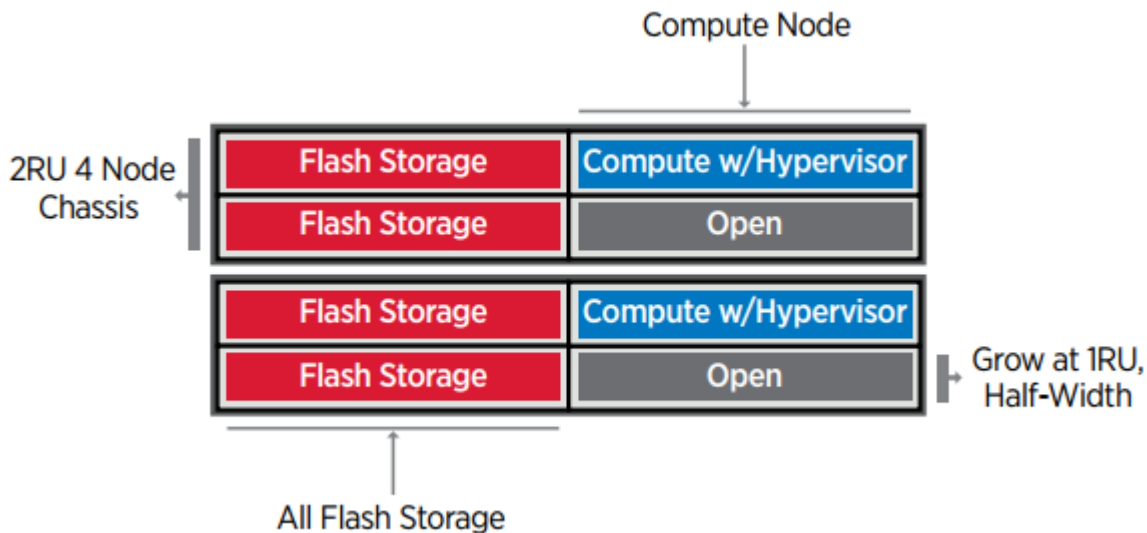 Compute Node
2RU 4 Node
Chassis
Flash Storage
Compute w/Hypervisor
Flash Storage
Open
Flash Storage
Compute w/Hypervisor
Flash Storage
Open
Grow at 1RU,
Half-Width
All Flash Storage